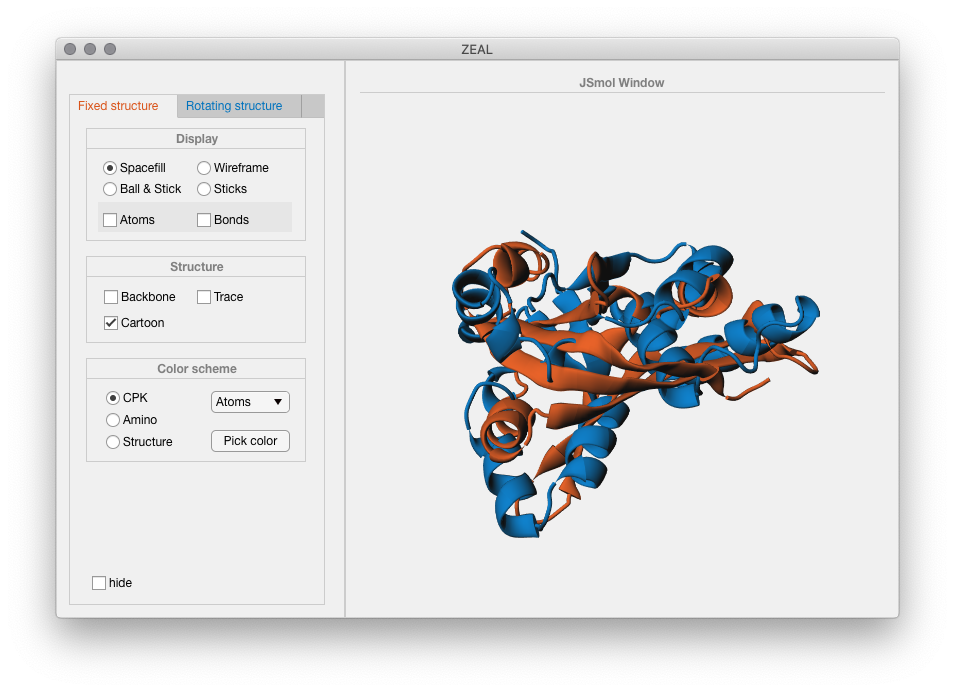 ZEAL
JSmol Window
Fixed structure Rotating structure
Display
Spacefill Wireframe
Ball & Stick Sticks
Atoms Bonds
Structure
Backbone Trace
Cartoon
Color scheme
CPK Atoms
Amino
Structure Pick color
hide